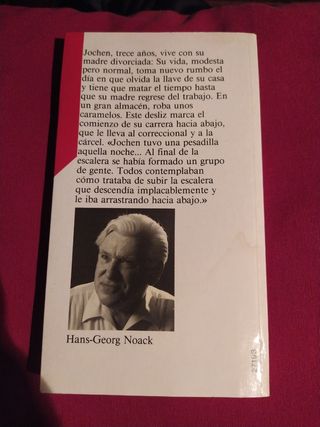 Jochen, trece años, vive con su
madre divorciada: Su vida, modesta
pero normal, toma nuevo rumbo el
día en que olvida la llave de su casa
y tiene que matar el tiempo hasta
que su madre regrese del trabajo. En
un gran almacén, roba unos
caramelos. Este desliz marca el
comienzo de su carrera hacia abajo,
que le lleva al correccional y a la
cárcel. «Jochen tuvo una pesadilla
aquella noche... Al final de la
escalera se había formado un grupo
de gente. Todos contemplaban
cómo trataba de subir la escalera
que descendía implacablemente y
le iba arrastrando hacia abajo.»
Hans-Georg Noack